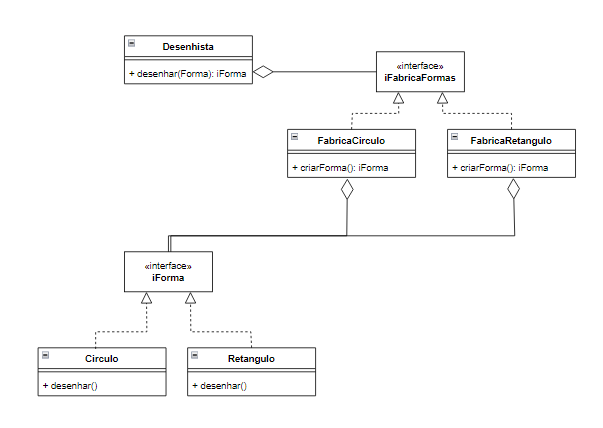 Desenhista
+ desenhar(Forma): iForma
«interface»
iFabricaFormas
FabricaCirculo
+ criarForma(): iForma
FabricaRetangulo
+ criarForma(): iForma
«interface»
iForma
Circulo
+ desenhar()
Retangulo
+ desenhar()